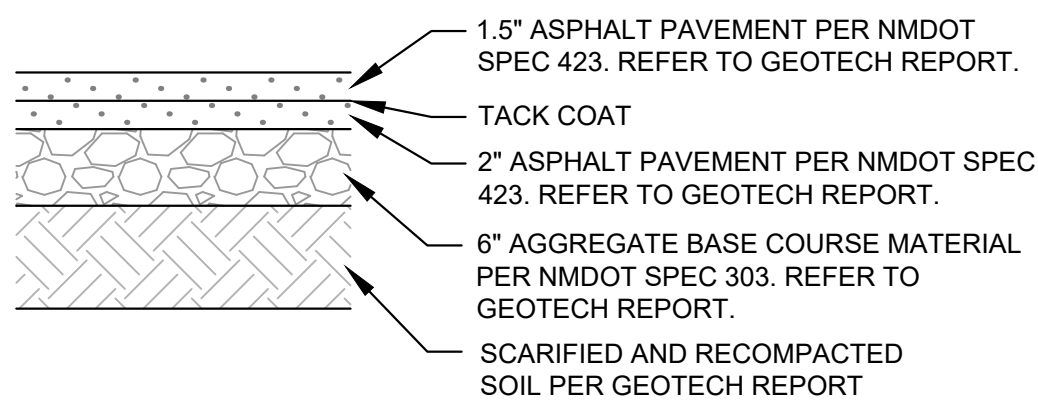 1.5" ASPHALT PAVEMENT PER NMDOT
SPEC 423. REFER TO GEOTECH REPORT.
TACK COAT
2" ASPHALT PAVEMENT PER NMDOT SPEC
423. REFER TO GEOTECH REPORT.
6" AGGREGATE BASE COURSE MATERIAL
PER NMDOT SPEC 303. REFER TO
GEOTECH REPORT.
SCARIFIED AND RECOMPACTED
SOIL PER GEOTECH REPORT